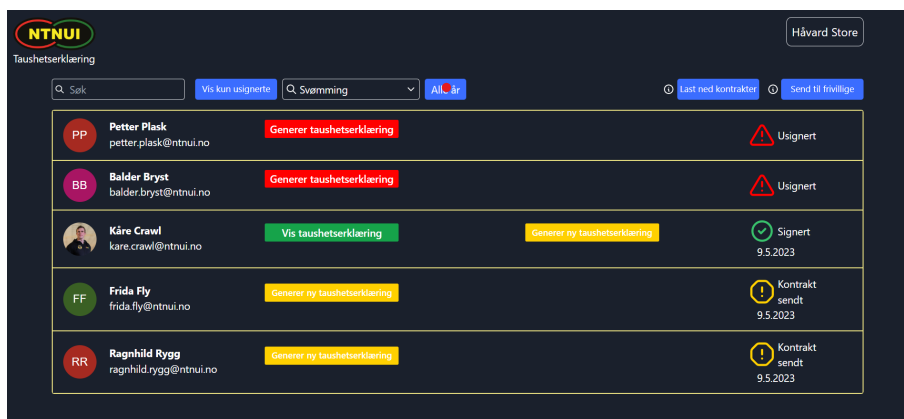 NTNUI
Håvard Store
Taushetserklæring
Søk
Vis kun usignerte
Svømming
Alle år
Last ned kontrakter
Send til frivillige
PP
Petter Plask
petter.plask@ntnui.no
Generer taushetserklæring
Usignert
BB
Balder Bryst
balder.bryst@ntnui.no
Generer taushetserklæring
Usignert
Kåre Crawl
kare.crawl@ntnui.no
Vis taushetserklæring
Generer ny taushetserklæring
Signert
9.5.2023
FF
Frida Fly
frida.fly@ntnui.no
Generer ny taushetserklæring
Kontrakt
sendt
9.5.2023
RR
Ragnhild Rygg
ragnhild.rygg@ntnui.no
Generer ny taushetserklæring
Kontrakt
sendt
9.5.2023